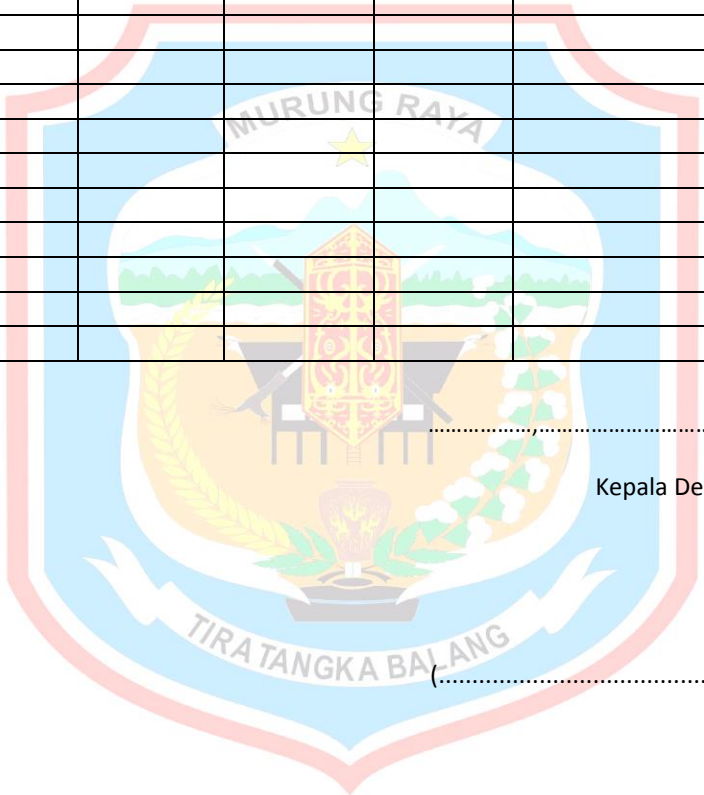 MURUNG RAYA
………………,………………………
Kepala De
TIRA TANGKA BALANG
(........................................